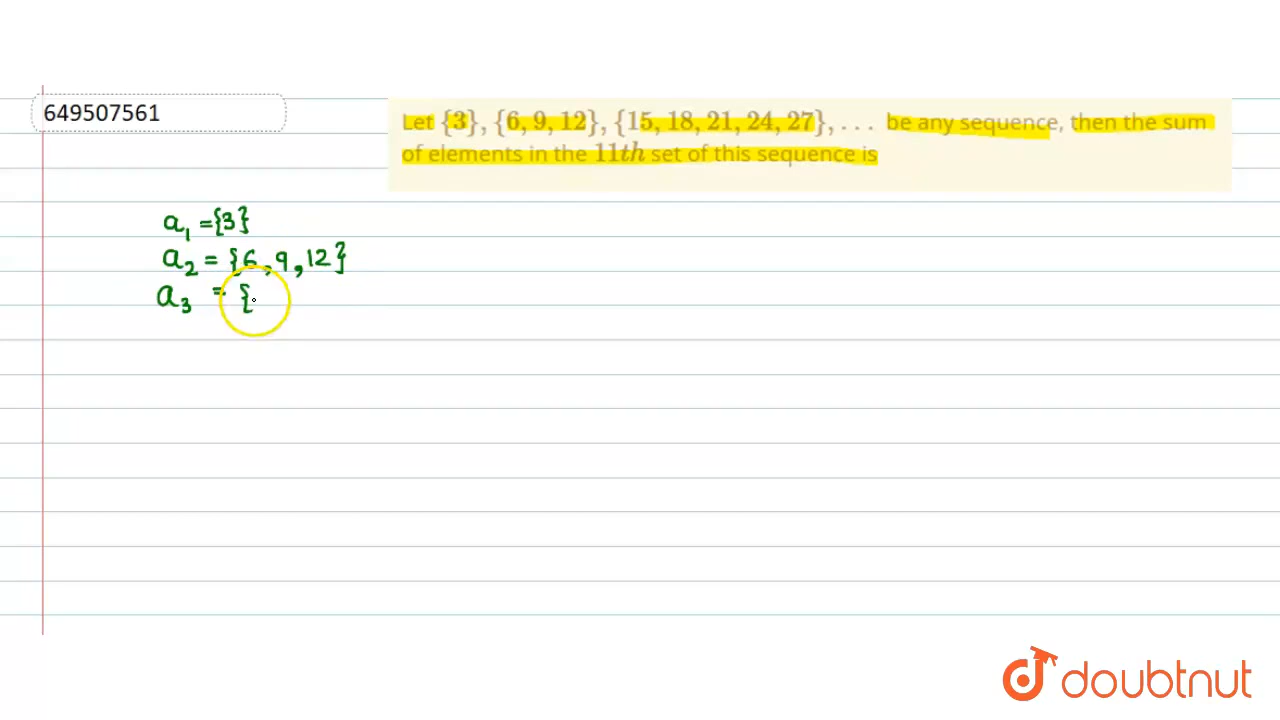 649507561
Let {3}, {6, 9, 12}, {15, 18, 21, 24, 27}, . . . be any sequence, then the sum
of elements in the 11th set of this sequence is
a₁ = {3}
a₂ = {6, 9, 12}
a₃ = {
doubtnut